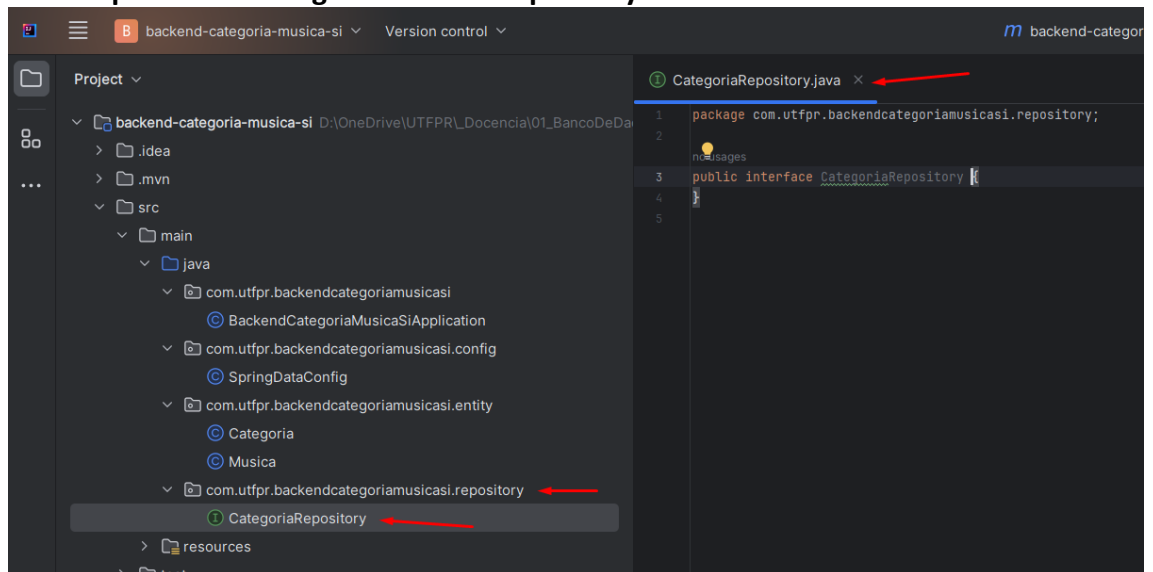 B backend-categoria-musica-si Version control m backend-categor
Project
CategoriaRepository.java
backend-categoria-musica-si D:\OneDrive\UTFPR\_Docencia\01_BancoDeDa
.idea
.mvn
src
main
java
com.utfpr.backendcategoriamusicasi
BackendCategoriaMusicaSiApplication
com.utfpr.backendcategoriamusicasi.config
SpringDataConfig
com.utfpr.backendcategoriamusicasi.entity
Categoria
Musica
com.utfpr.backendcategoriamusicasi.repository
CategoriaRepository
resources
1 package com.utfpr.backendcategoriamusicasi.repository;
2
no usages
3 public interface CategoriaRepository {
4 }
5